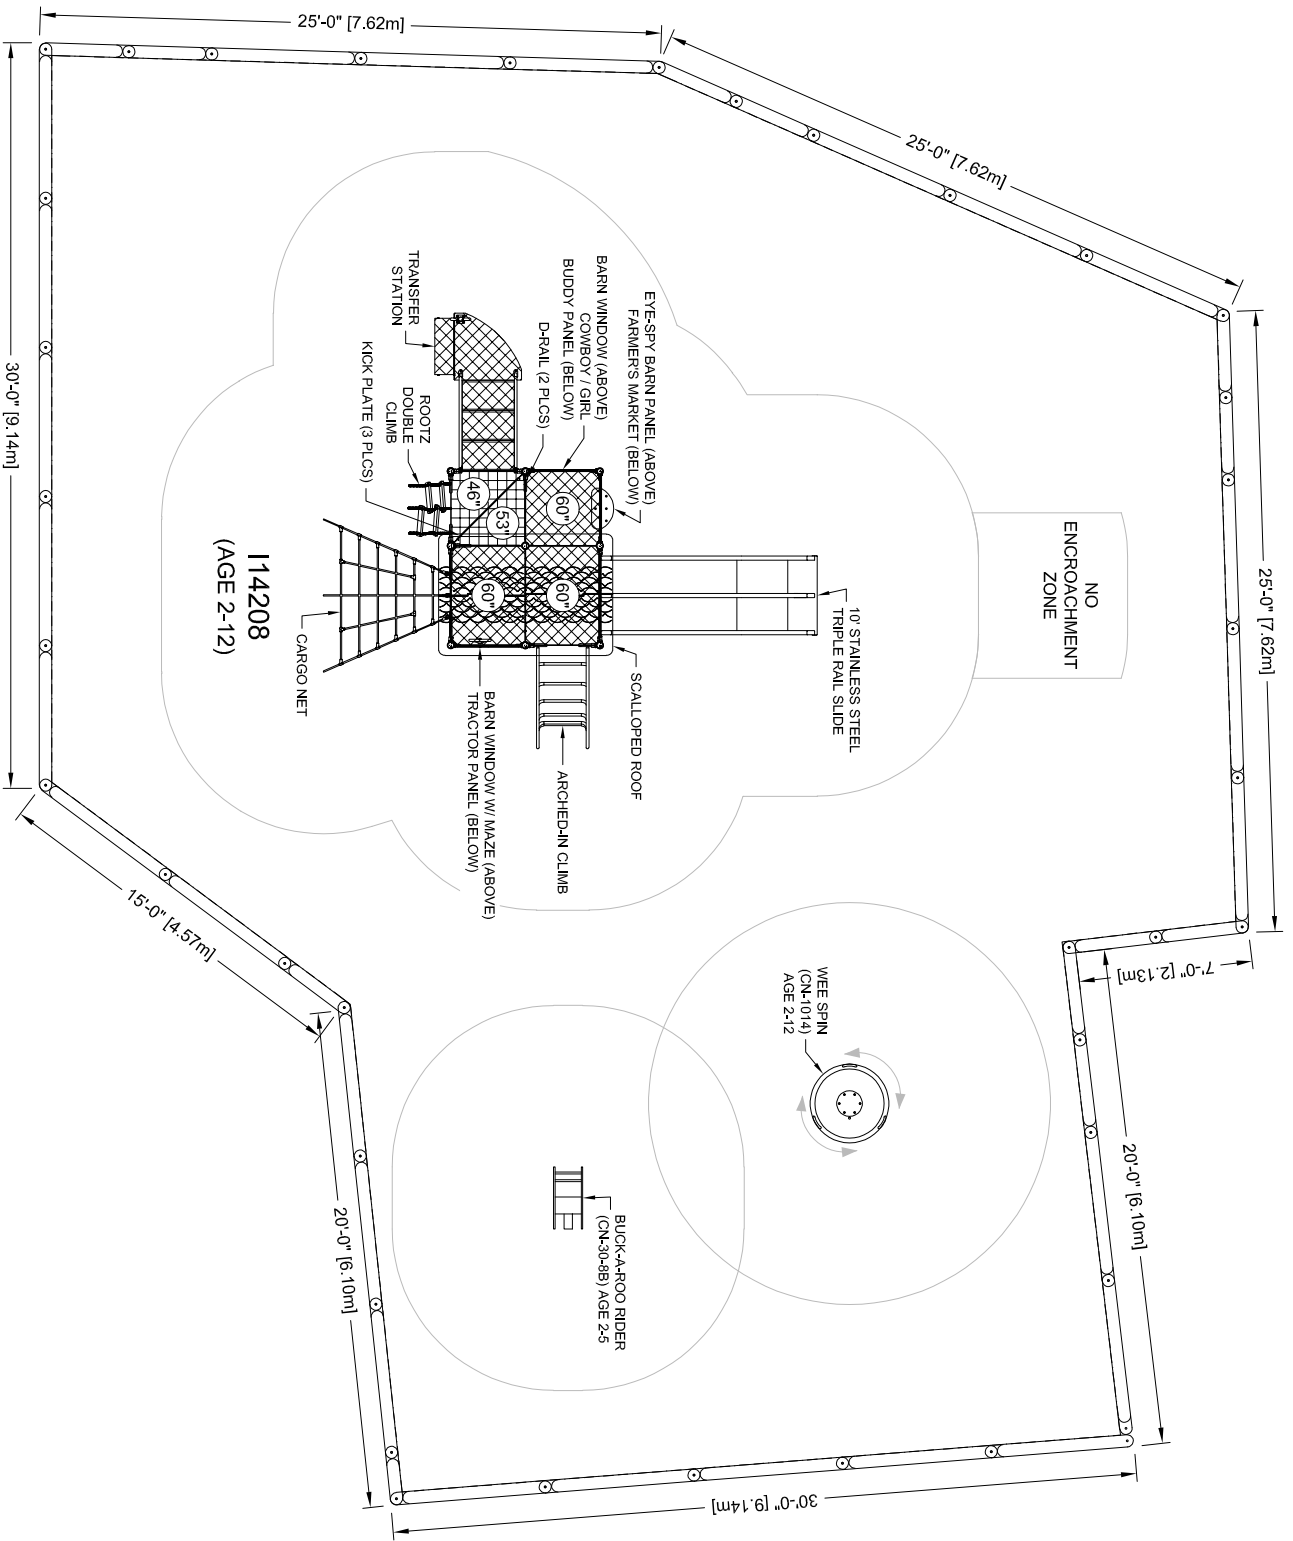 25'-0" [7.62m]
25'-0" [7.62m]
25'-0" [7.62m]
7'-0" [2.13m]
20'-0" [6.10m]
30'-0" [9.14m]
20'-0" [6.10m]
15'-0" [4.57m]
30'-0" [9.14m]
NO
ENCROACHMENT
ZONE
10' STAINLESS STEEL
TRIPLE RAIL SLIDE
SCALLOPED ROOF
ARCHED-IN CLIMB
BARN WINDOW W/ MAZE (ABOVE)
TRACTOR PANEL (BELOW)
EYE-SPY BARN PANEL (ABOVE)
FARMER'S MARKET (BELOW)
BARN WINDOW (ABOVE)
COWBOY / GIRL
BUDDY PANEL (BELOW)
D-RAIL (2 PLCS)
TRANSFER
STATION
ROOTZ
DOUBLE
CLIMB
KICK PLATE (3 PLCS)
60"
53"
46"
60"
60"
CARGO NET
I14208
(AGE 2-12)
WEE SPIN
(CN-1014)
AGE 2-12
BUCK-A-ROO RIDER
(CN-30-8B) AGE 2-5